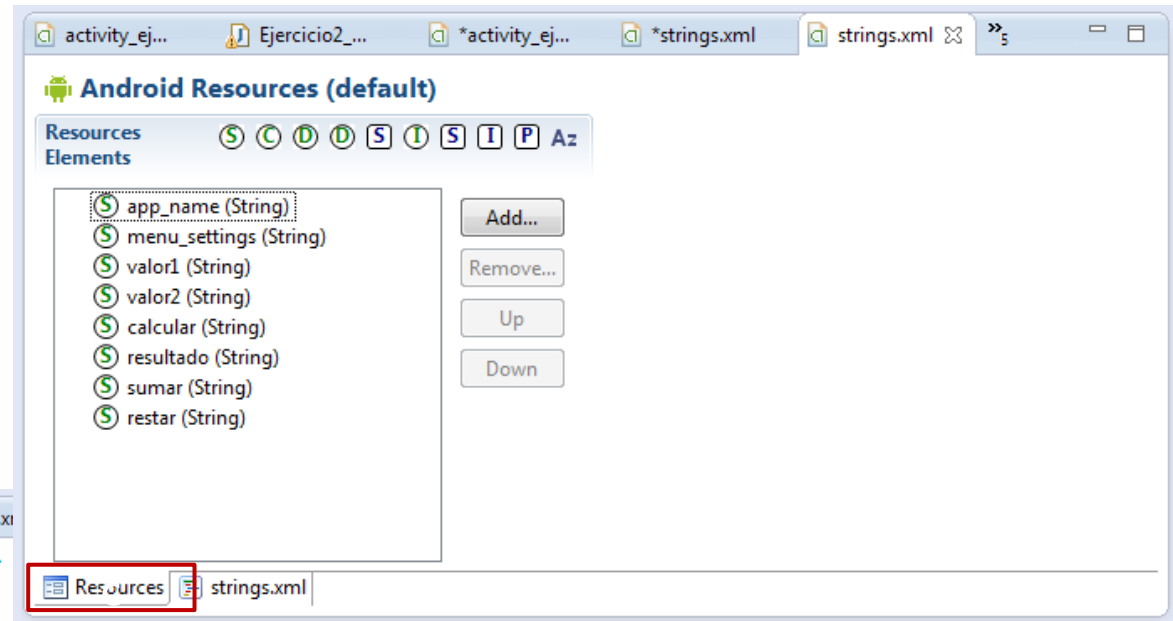 activity_ej... Ejercicio2_... *activity_ej... *strings.xml strings.xml »5
Android Resources (default)
Resources Elements
S C D D S I S I P Az
S app_name (String)
S menu_settings (String)
S valor1 (String)
S valor2 (String)
S calcular (String)
S resultado (String)
S sumar (String)
S restar (String)
Add...
Remove...
Up
Down
Resources strings.xml